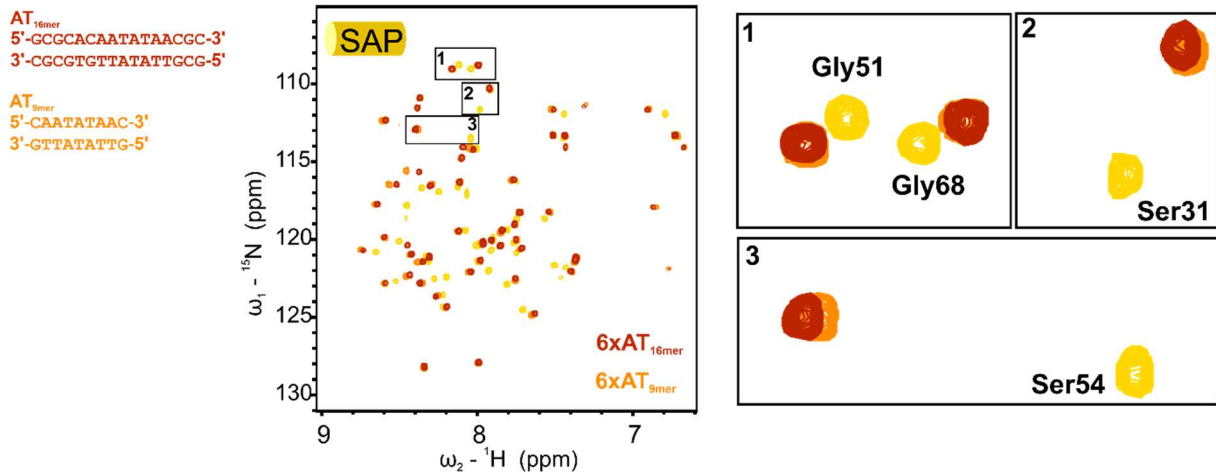 AT16mer
5'-GCGCACAATATAACGC-3'
3'-CGCGTGTTATATTGCG-5'
AT9mer
5'-CAATATAAC-3'
3'-GTTATATTG-5'
SAP
1
2
3
110
115
120
125
130
ω1 - 15N (ppm)
6xAT16mer
6xAT9mer
9
8
7
ω2 - 1H (ppm)
1
Gly51
Gly68
2
Ser31
3
Ser54